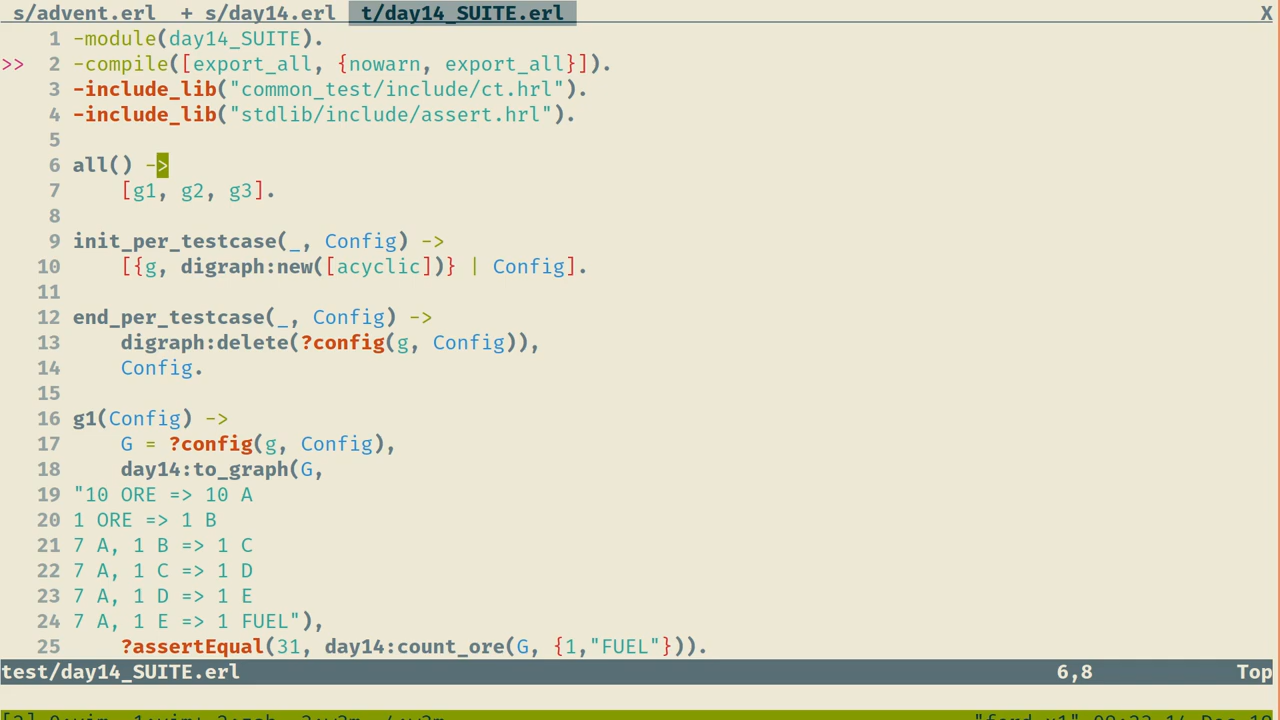 s/advent.erl  + s/day14.erl  t/day14_SUITE.erl  X
1 -module(day14_SUITE).
>> 2 -compile([export_all, {nowarn, export_all}]).
3 -include_lib("common_test/include/ct.hrl").
4 -include_lib("stdlib/include/assert.hrl").
5
6 all() ->
7     [g1, g2, g3].
8
9 init_per_testcase(_, Config) ->
10     [{g, digraph:new([acyclic])} | Config].
11
12 end_per_testcase(_, Config) ->
13     digraph:delete(?config(g, Config)),
14     Config.
15
16 g1(Config) ->
17     G = ?config(g, Config),
18     day14:to_graph(G,
19 "10 ORE => 10 A
20 1 ORE => 1 B
21 7 A, 1 B => 1 C
22 7 A, 1 C => 1 D
23 7 A, 1 D => 1 E
24 7 A, 1 E => 1 FUEL"),
25     ?assertEqual(31, day14:count_ore(G, {1,"FUEL"})).
test/day14_SUITE.erl  6,8  Top